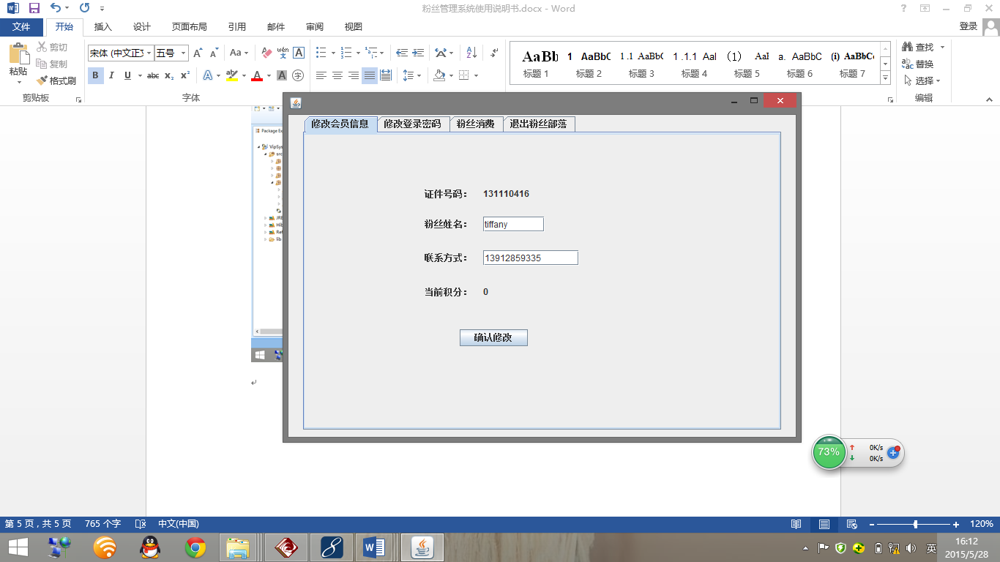 粉丝管理系统使用说明书.docx - Word
文件 开始 插入 设计 页面布局 引用 邮件 审阅 视图 登录
粘贴 剪切 复制 格式刷
宋体 (中文正文 五号
AaBb 1 AaBbC 1.1 AaBbC 1.1.1 AaI (1) AaI a. AaBbC (i) AaBbC
标题 1 标题 2 标题 3 标题 4 标题 5 标题 6 标题 7
查找
替换
选择
剪贴板 字体 编辑
Package Ex
VipSy
src
JRE
Hib
Ref
lib
修改会员信息 修改登录密码 粉丝消费 退出粉丝部落
证件号码： 131110416
粉丝姓名： tiffany
联系方式： 13912859335
当前积分： 0
确认修改
73% 0K/s
0K/s
第 5 页，共 5 页 765 个字 中文(中国) 120%
英 16:12
2015/5/28